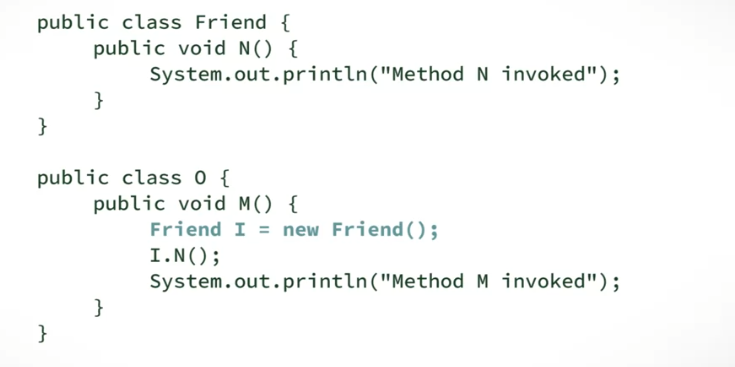 public class Friend {
public void N() {
System.out.println("Method N invoked");
}
}
public class O {
public void M() {
Friend I = new Friend();
I.N();
System.out.println("Method M invoked");
}
}